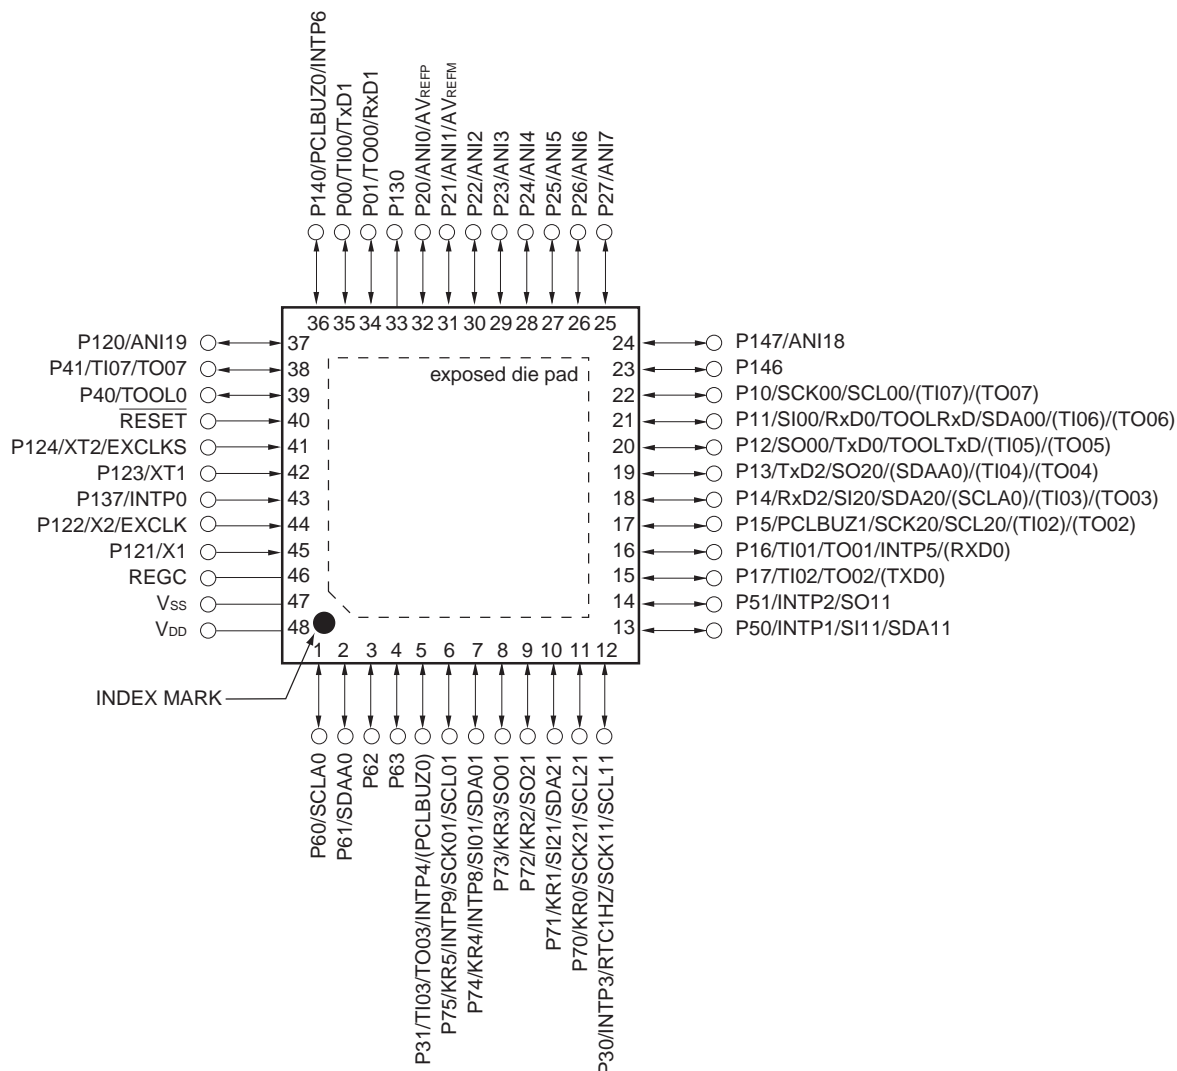 P140/PCLBUZ0/INTP6
P00/TI00/TxD1
P01/TO00/RxD1
P130
P20/ANI0/AVREFP
P21/ANI1/AVREFM
P22/ANI2
P23/ANI3
P24/ANI4
P25/ANI5
P26/ANI6
P27/ANI7
36 35 34 33 32 31 30 29 28 27 26 25
P120/ANI19 37
P41/TI07/TO07 38
P40/TOOL0 39
RESET 40
P124/XT2/EXCLKS 41
P123/XT1 42
P137/INTP0 43
P122/X2/EXCLK 44
P121/X1 45
REGC 46
VSS 47
VDD 48
exposed die pad
24 P147/ANI18
23 P146
22 P10/SCK00/SCL00/(TI07)/(TO07)
21 P11/SI00/RxD0/TOOLRxD/SDA00/(TI06)/(TO06)
20 P12/SO00/TxD0/TOOLTxD/(TI05)/(TO05)
19 P13/TxD2/SO20/(SDAA0)/(TI04)/(TO04)
18 P14/RxD2/SI20/SDA20/(SCLA0)/(TI03)/(TO03)
17 P15/PCLBUZ1/SCK20/SCL20/(TI02)/(TO02)
16 P16/TI01/TO01/INTP5/(RXD0)
15 P17/TI02/TO02/(TXD0)
14 P51/INTP2/SO11
13 P50/INTP1/SI11/SDA11
1 2 3 4 5 6 7 8 9 10 11 12
INDEX MARK
P60/SCLA0
P61/SDAA0
P62
P63
P31/TI03/TO03/INTP4/(PCLBUZ0)
P75/KR5/INTP9/SCK01/SCL01
P74/KR4/INTP8/SI01/SDA01
P73/KR3/SO01
P72/KR2/SO21
P71/KR1/SI21/SDA21
P70/KR0/SCK21/SCL21
P30/INTP3/RTC1HZ/SCK11/SCL11